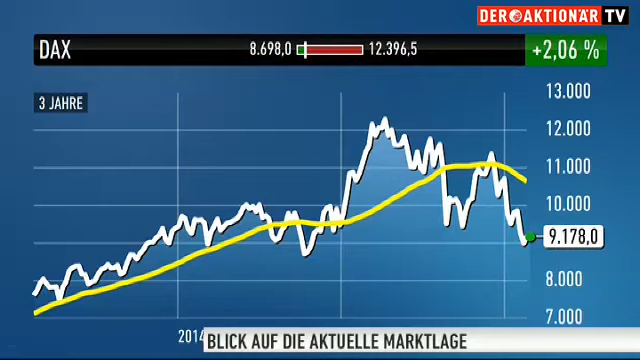 DER AKTIONÄR TV
DAX 8.698,0 12.396,5 +2,06 %
3 JAHRE
13.000
12.000
11.000
10.000
9.178,0
8.000
7.000
2014
BLICK AUF DIE AKTUELLE MARKTLAGE